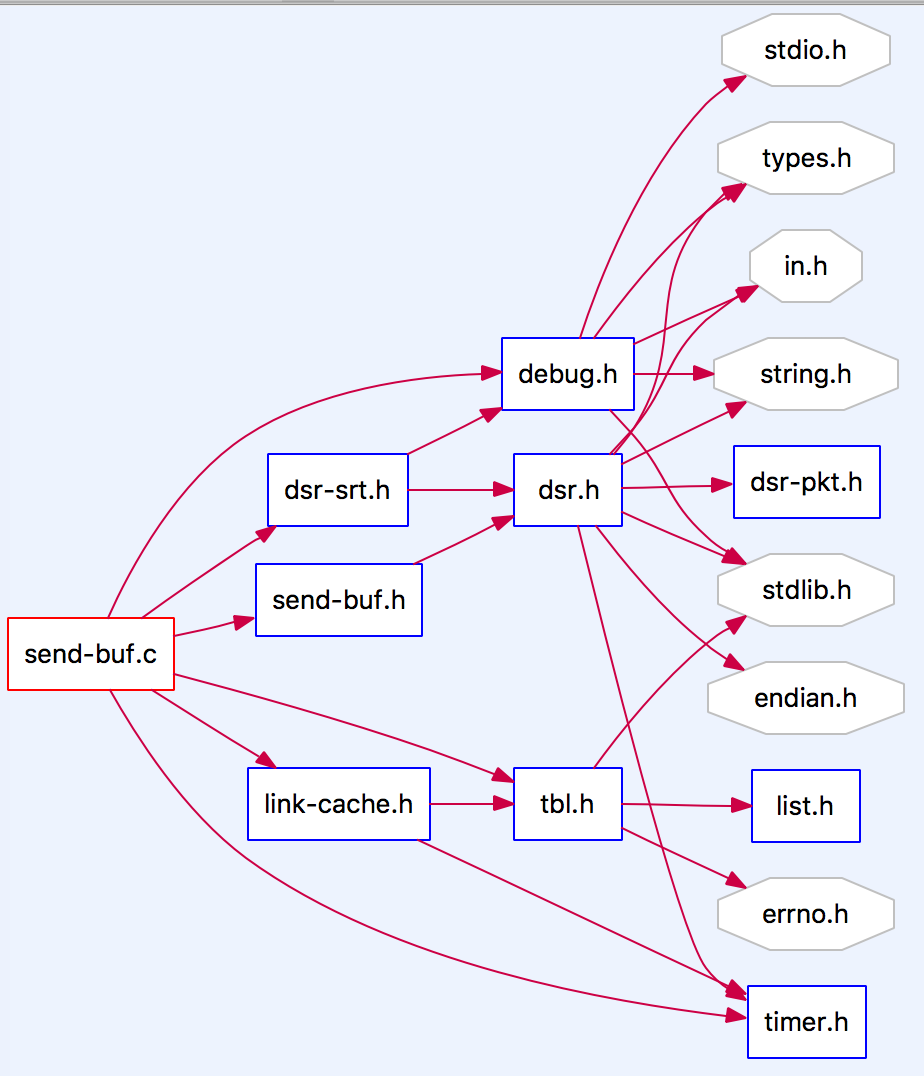 stdio.h
types.h
in.h
debug.h
string.h
dsr-srt.h
dsr.h
dsr-pkt.h
send-buf.h
stdlib.h
send-buf.c
endian.h
link-cache.h
tbl.h
list.h
errno.h
timer.h